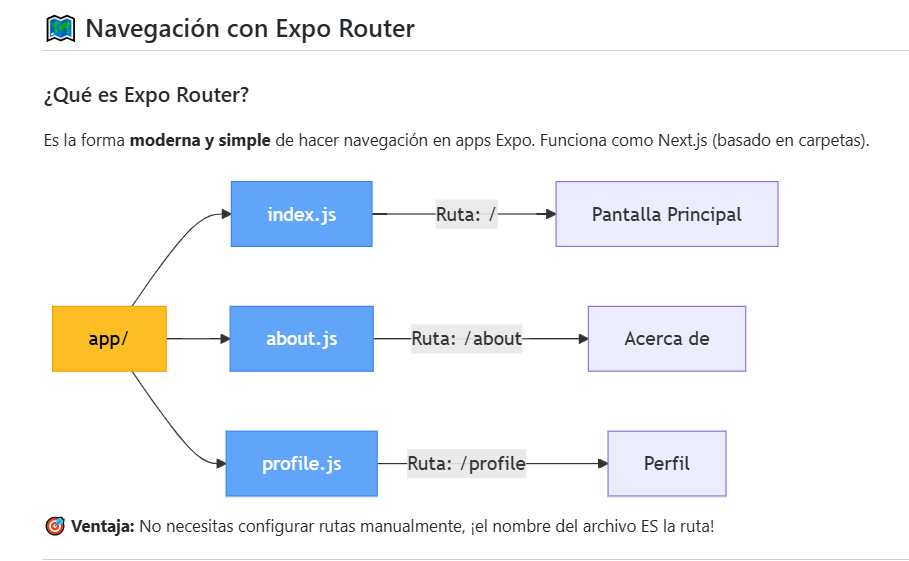 Navegación con Expo Router
¿Qué es Expo Router?
Es la forma moderna y simple de hacer navegación en apps Expo. Funciona como Next.js (basado en carpetas).
index.js
Ruta: /
Pantalla Principal
app/
about.js
Ruta: /about
Acerca de
profile.js
Ruta: /profile
Perfil
Ventaja: No necesitas configurar rutas manualmente, ¡el nombre del archivo ES la ruta!